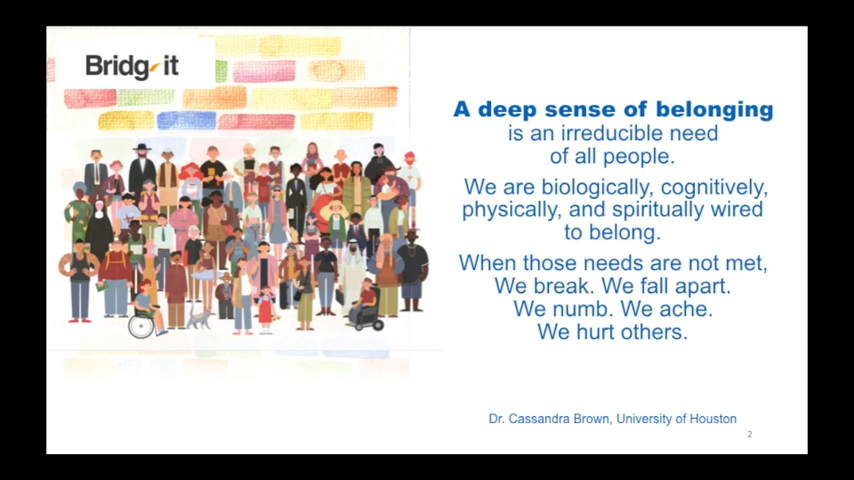 Bridg-it
A deep sense of belonging
is an irreducible need
of all people.
We are biologically, cognitively,
physically, and spiritually wired
to belong.
When those needs are not met,
We break. We fall apart.
We numb. We ache.
We hurt others.
Dr. Cassandra Brown, University of Houston
2